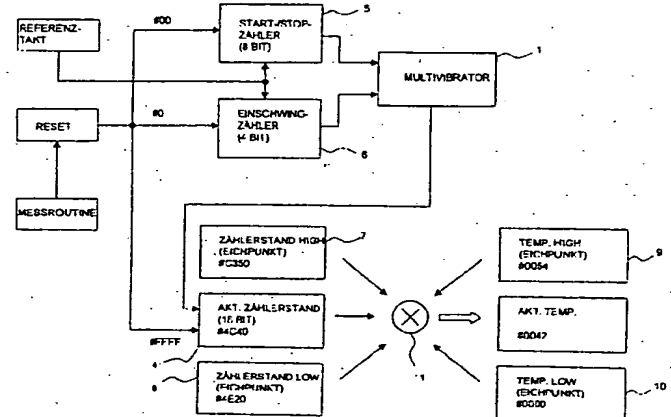 5
START-/STOP-
ZÄHLER
(8 BIT)
#00
REFERENZ-
TAKT
1
MULTIVIBRATOR
RESET
#0
EINSCHWING-
ZÄHLER
(4 BIT)
6
MESSROUTINE
7
ZÄHLERSTAND HIGH
(EICHPUNKT)
#C350
TEMP. HIGH
(EICHPUNKT)
#0054
9
AKT. ZÄHLERSTAND
(16 BIT)
#4C40
#FFFF
4
11
AKT. TEMP.
#0042
8
ZÄHLERSTAND LOW
(EICHPUNKT)
#4E20
TEMP. LOW
(EICHPUNKT)
#0000
10